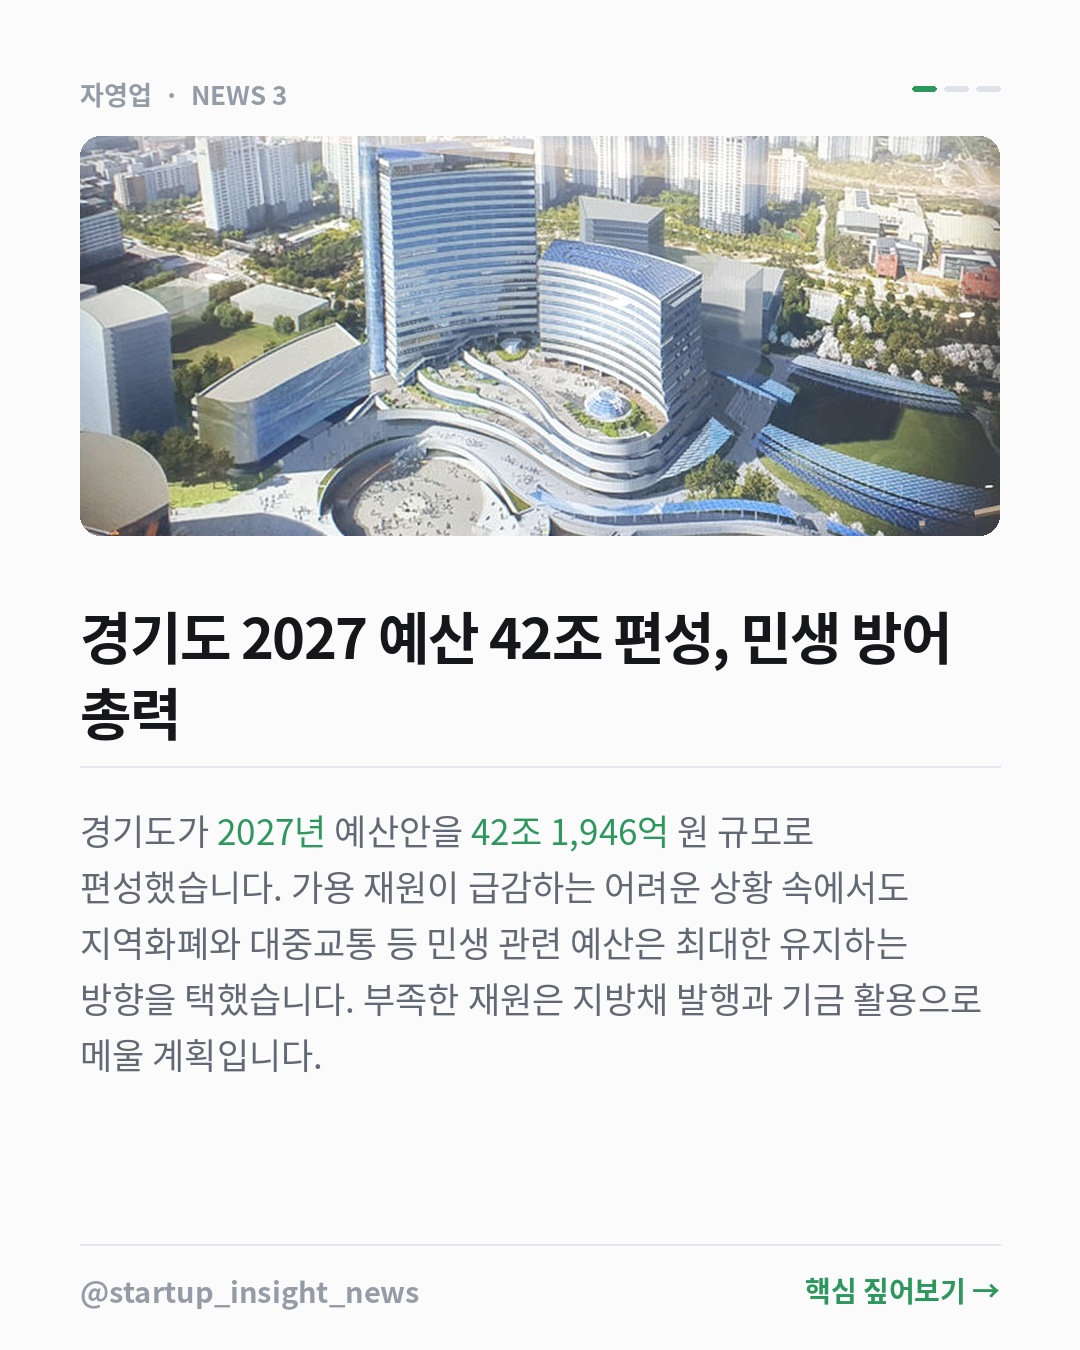 자영업 · NEWS 3
경기도 2027 예산 42조 편성, 민생 방어
총력
경기도가 2027년 예산안을 42조 1,946억 원 규모로
편성했습니다. 가용 재원이 급감하는 어려운 상황 속에서도
지역화폐와 대중교통 등 민생 관련 예산은 최대한 유지하는
방향을 택했습니다. 부족한 재원은 지방채 발행과 기금 활용으로
메울 계획입니다.
@startup_insight_news
핵심 짚어보기 →